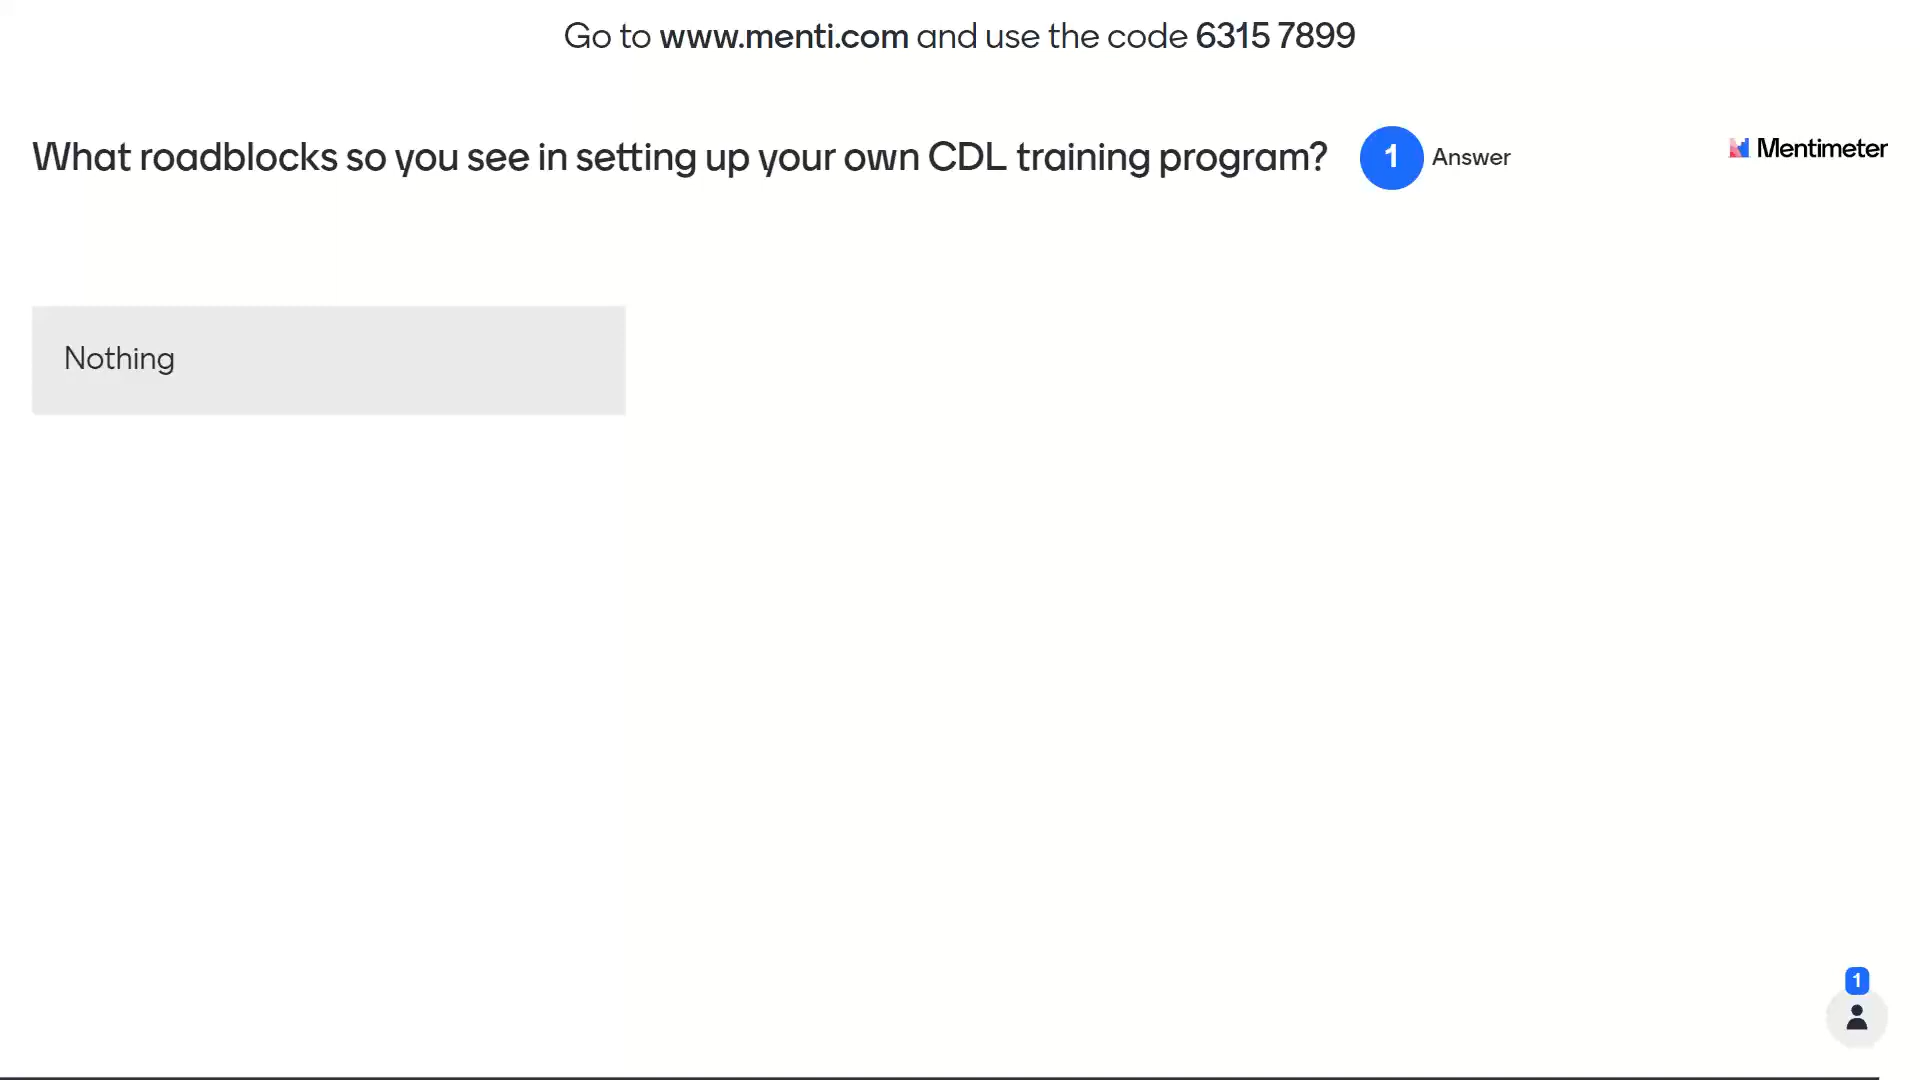 Go to www.menti.com and use the code 6315 7899
What roadblocks so you see in setting up your own CDL training program?
1 Answer
Mentimeter
Nothing
1